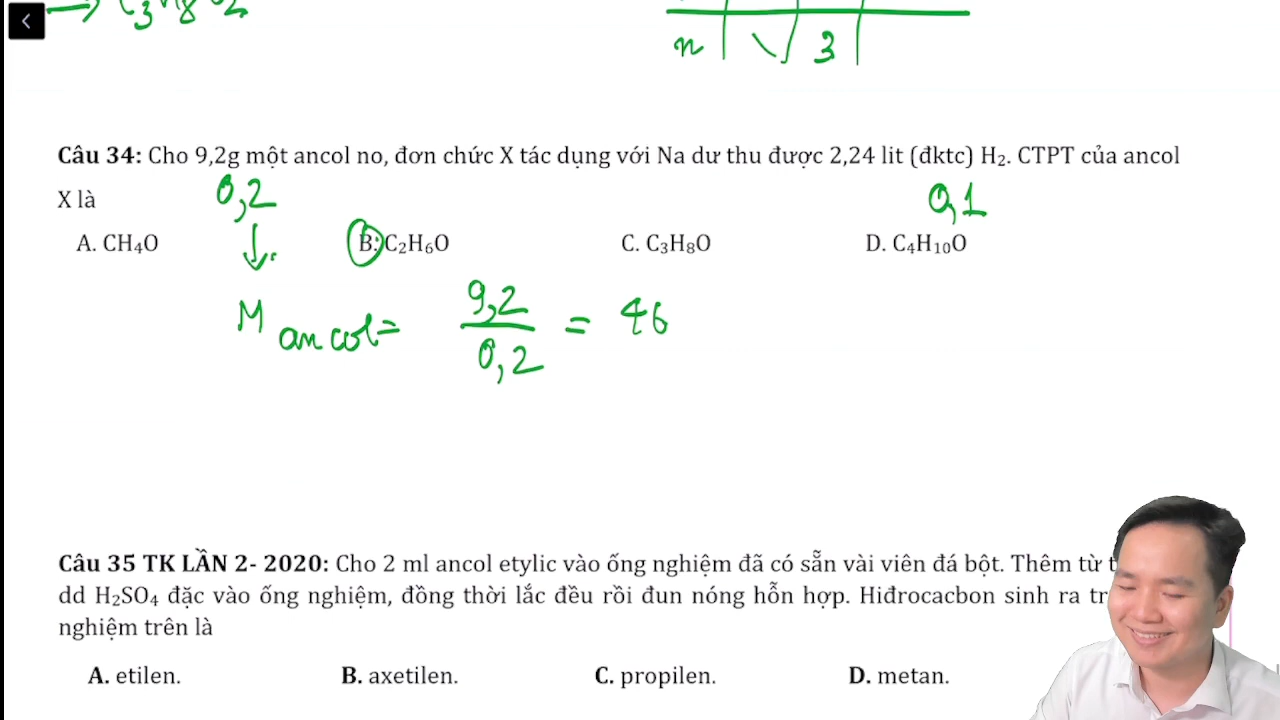 n 3
Câu 34: Cho 9,2g một ancol no, đơn chức X tác dụng với Na dư thu được 2,24 lit (đktc) H₂. CTPT của ancol
X là
0,2
0,1
A. CH₄O B. C₂H₆O C. C₃H₈O D. C₄H₁₀O
M ancol = 9,2 / 0,2 = 46
Câu 35 TK LẦN 2- 2020: Cho 2 ml ancol etylic vào ống nghiệm đã có sẵn vài viên đá bột. Thêm từ
dd H₂SO₄ đặc vào ống nghiệm, đồng thời lắc đều rồi đun nóng hỗn hợp. Hiđrocacbon sinh ra
nghiệm trên là
A. etilen. B. axetilen. C. propilen. D. metan.